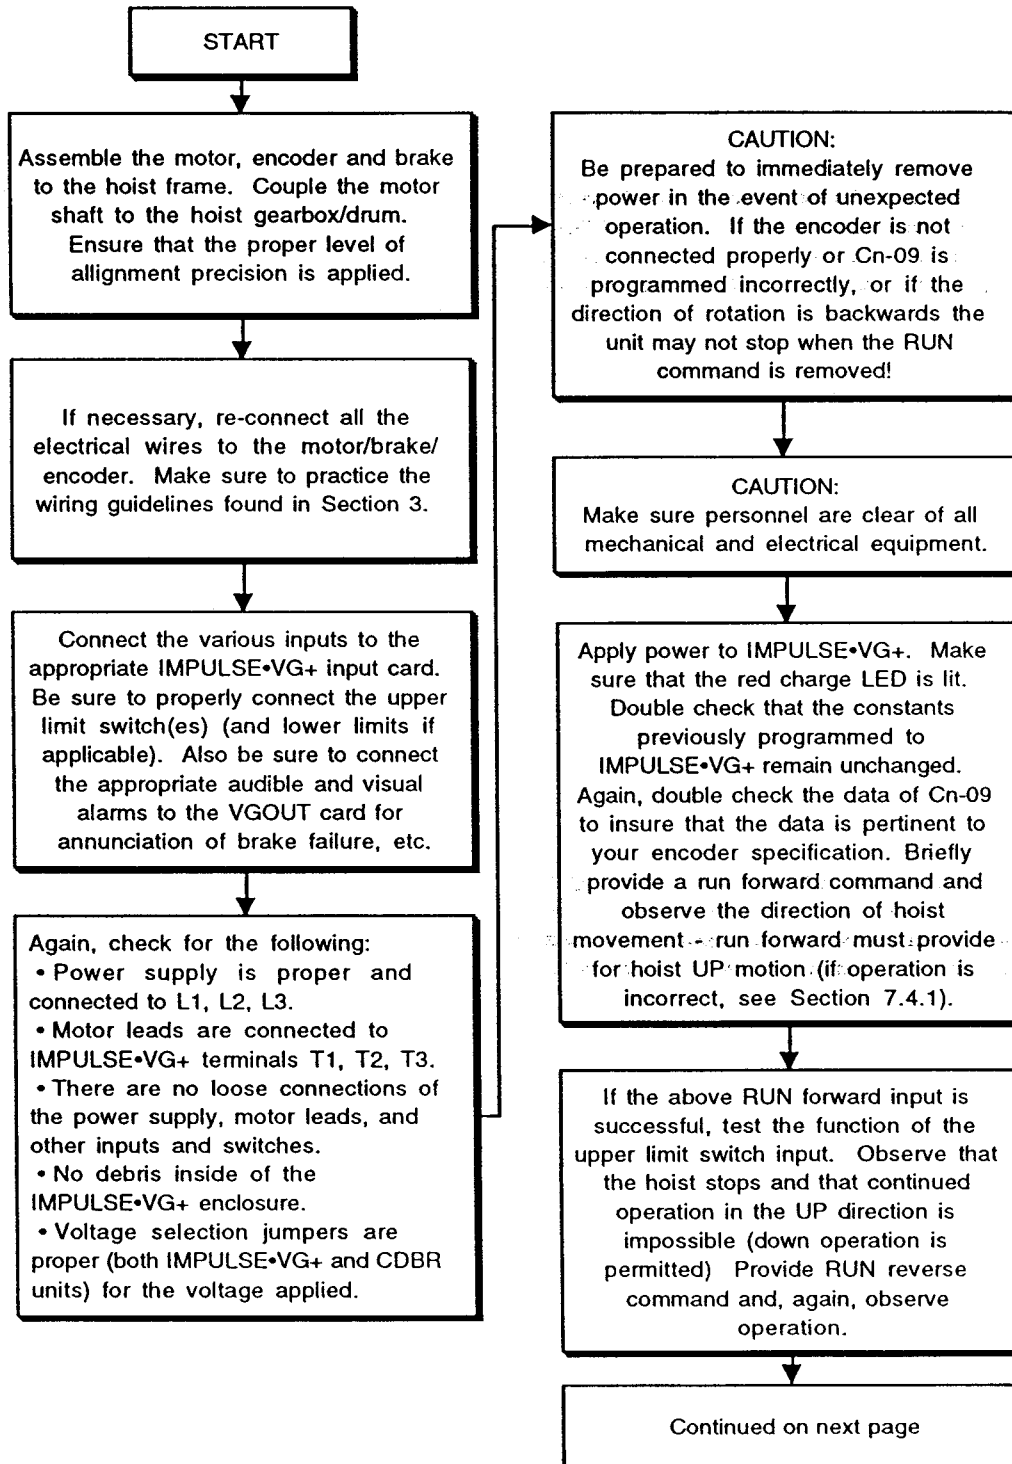 START
Assemble the motor, encoder and brake
to the hoist frame. Couple the motor
shaft to the hoist gearbox/drum.
Ensure that the proper level of
allignment precision is applied.
If necessary, re-connect all the
electrical wires to the motor/brake/
encoder. Make sure to practice the
wiring guidelines found in Section 3.
Connect the various inputs to the
appropriate IMPULSE•VG+ input card.
Be sure to properly connect the upper
limit switch(es) (and lower limits if
applicable). Also be sure to connect
the appropriate audible and visual
alarms to the VGOUT card for
annunciation of brake failure, etc.
Again, check for the following:
• Power supply is proper and
connected to L1, L2, L3.
• Motor leads are connected to
IMPULSE•VG+ terminals T1, T2, T3.
• There are no loose connections of
the power supply, motor leads, and
other inputs and switches.
• No debris inside of the
IMPULSE•VG+ enclosure.
• Voltage selection jumpers are
proper (both IMPULSE•VG+ and CDBR
units) for the voltage applied.
CAUTION:
Be prepared to immediately remove
power in the event of unexpected
operation. If the encoder is not
connected properly or Cn-09 is
programmed incorrectly, or if the
direction of rotation is backwards the
unit may not stop when the RUN
command is removed!
CAUTION:
Make sure personnel are clear of all
mechanical and electrical equipment.
Apply power to IMPULSE•VG+. Make
sure that the red charge LED is lit.
Double check that the constants
previously programmed to
IMPULSE•VG+ remain unchanged.
Again, double check the data of Cn-09
to insure that the data is pertinent to
your encoder specification. Briefly
provide a run forward command and
observe the direction of hoist
movement - run forward must provide
for hoist UP motion (if operation is
incorrect, see Section 7.4.1).
If the above RUN forward input is
successful, test the function of the
upper limit switch input. Observe that
the hoist stops and that continued
operation in the UP direction is
impossible (down operation is
permitted) Provide RUN reverse
command and, again, observe
operation.
Continued on next page